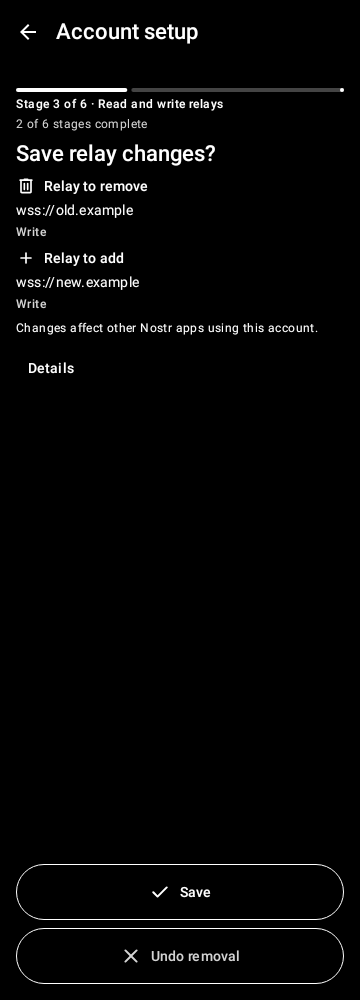 Account setup
Stage 3 of 6 · Read and write relays
2 of 6 stages complete
Save relay changes?
Relay to remove
wss://old.example
Write
Relay to add
wss://new.example
Write
Changes affect other Nostr apps using this account.
Details
Save
Undo removal